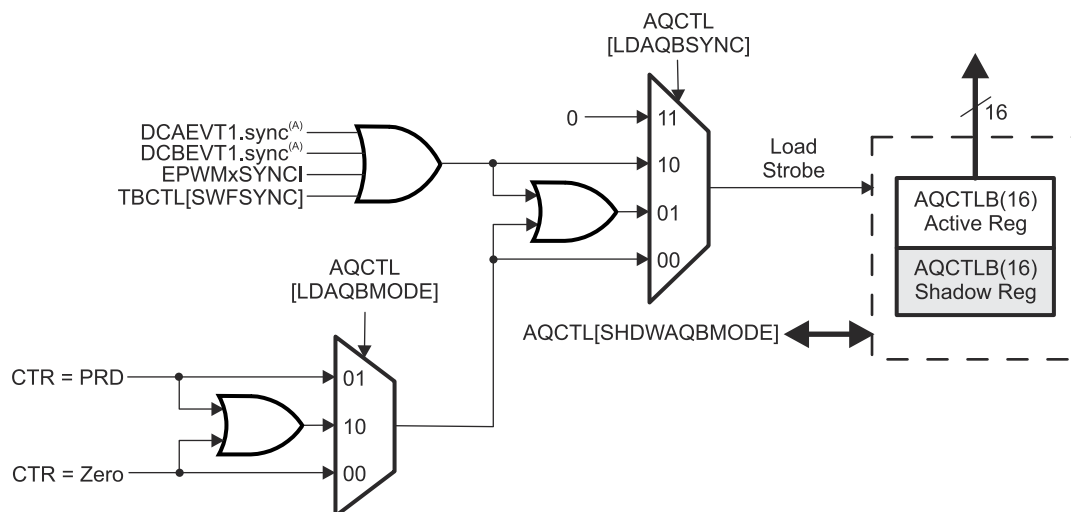 AQCTL
[LDAQBSYNC]
DCAEVT1.sync(A)
DCBEVT1.sync(A)
EPWMxSYNCI
TBCTL[SWFSYNC]
0
11
10
01
00
Load
Strobe
16
AQCTLB(16)
Active Reg
AQCTLB(16)
Shadow Reg
AQCTL[SHDWAQBMODE]
AQCTL
[LDAQBMODE]
CTR = PRD
CTR = Zero
01
10
00